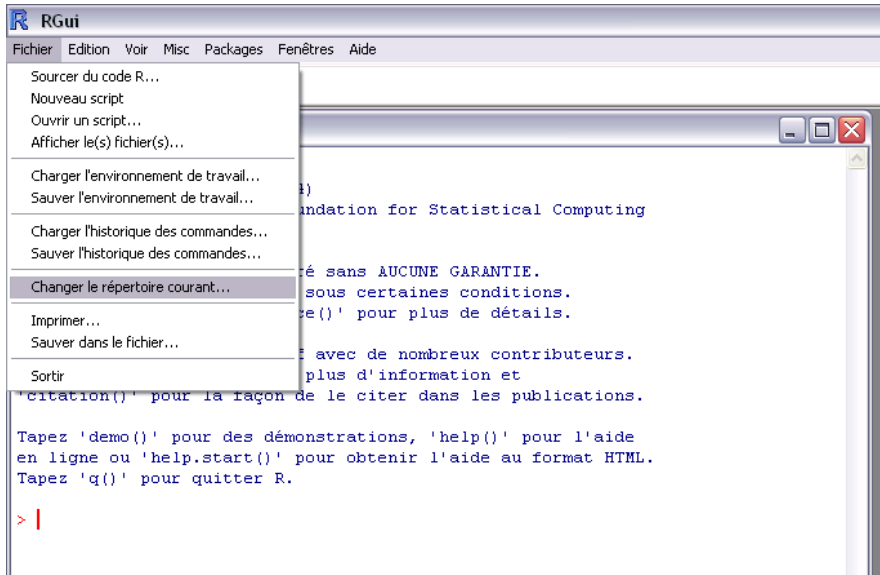 RGui
Fichier Edition Voir Misc Packages Fenêtres Aide
Sourcer du code R...
Nouveau script
Ouvrir un script...
Afficher le(s) fichier(s)...
Charger l'environnement de travail...
Sauver l'environnement de travail...
Charger l'historique des commandes...
Sauver l'historique des commandes...
Changer le répertoire courant...
Imprimer...
Sauver dans le fichier...
Sortir
undation for Statistical Computing
ré sans AUCUNE GARANTIE.
sous certaines conditions.
ce()' pour plus de détails.
f avec de nombreux contributeurs.
plus d'information et
'citation()' pour la façon de le citer dans les publications.
Tapez 'demo()' pour des démonstrations, 'help()' pour l'aide
en ligne ou 'help.start()' pour obtenir l'aide au format HTML.
Tapez 'q()' pour quitter R.
>